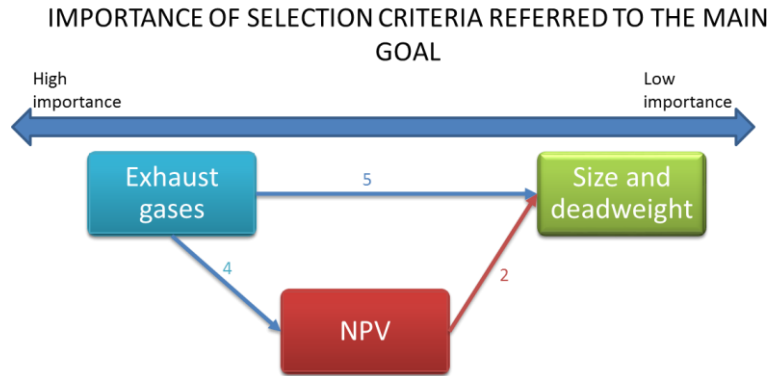 IMPORTANCE OF SELECTION CRITERIA REFERRED TO THE MAIN
GOAL
High
importance
Low
importance
Exhaust
gases
5
Size and
deadweight
4
2
NPV